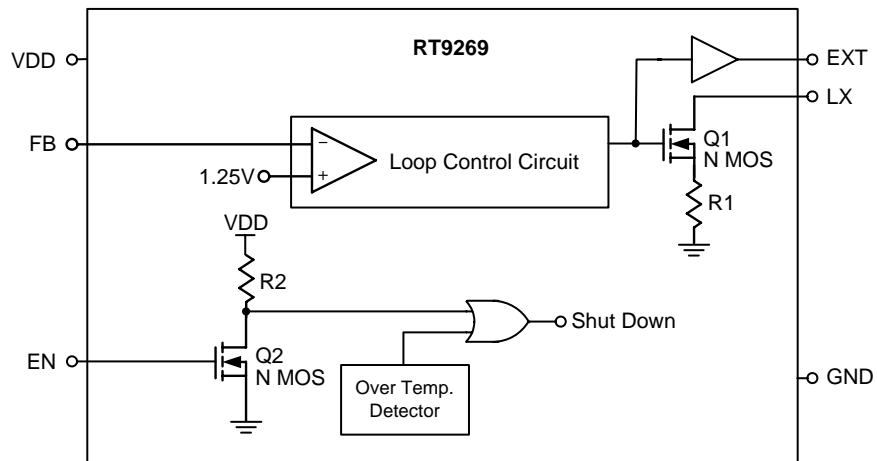 RT9269
VDD
EXT
LX
FB
−
+
1.25V
Loop Control Circuit
Q1
N MOS
R1
VDD
R2
Shut Down
EN
Q2
N MOS
Over Temp.
Detector
GND